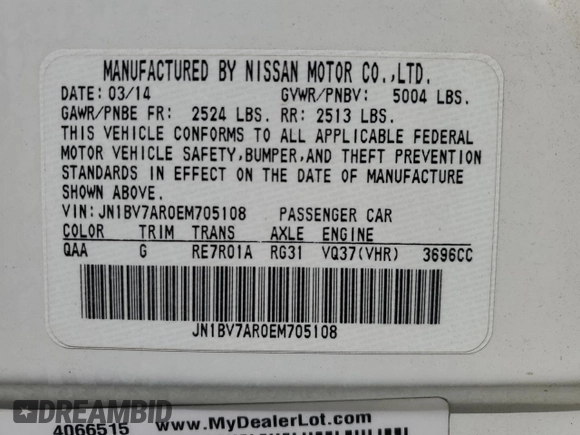 MANUFACTURED BY NISSAN MOTOR CO.,LTD.
DATE: 03/14 GVWR/PNBV: 5004 LBS.
GAWR/PNBE FR: 2524 LBS. RR: 2513 LBS.
THIS VEHICLE CONFORMS TO ALL APPLICABLE FEDERAL
MOTOR VEHICLE SAFETY,BUMPER,AND THEFT PREVENTION
STANDARDS IN EFFECT ON THE DATE OF MANUFACTURE
SHOWN ABOVE.
VIN:JN1BV7AR0EM705108 PASSENGER CAR
COLOR TRIM TRANS AXLE ENGINE
QAA G RE7R01A RG31 VQ37(VHR) 3696CC
JN1BV7AR0EM705108
4066515 www.MyDealerLot.com
DREAMBID